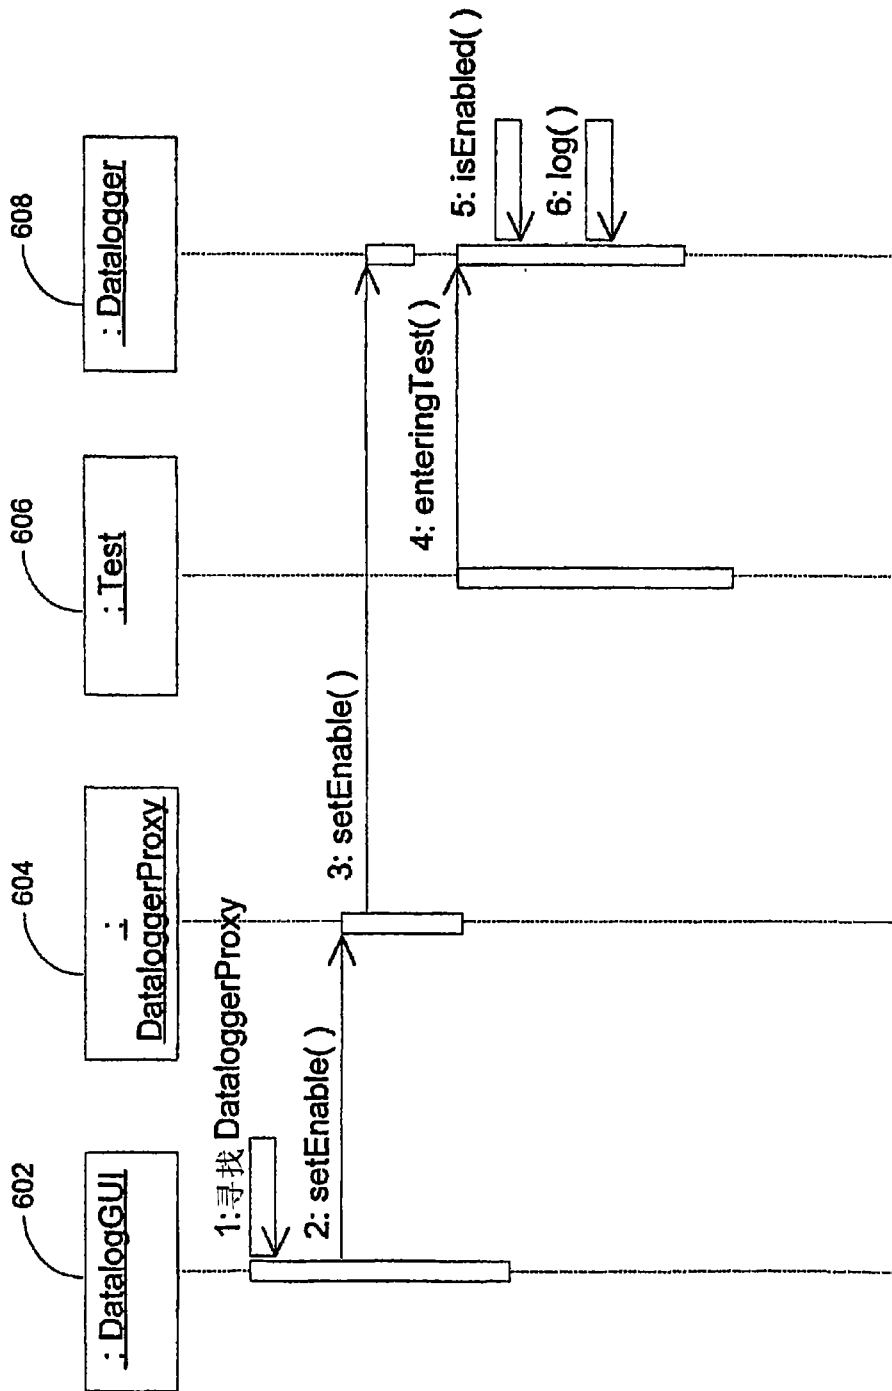 602
: DatalogGUI
604
:
DataloggerProxy
606
: Test
608
: Datalogger
1:寻找 DataloggerProxy
2: setEnable( )
3: setEnable( )
4: enteringTest( )
5: isEnabled( )
6: log( )